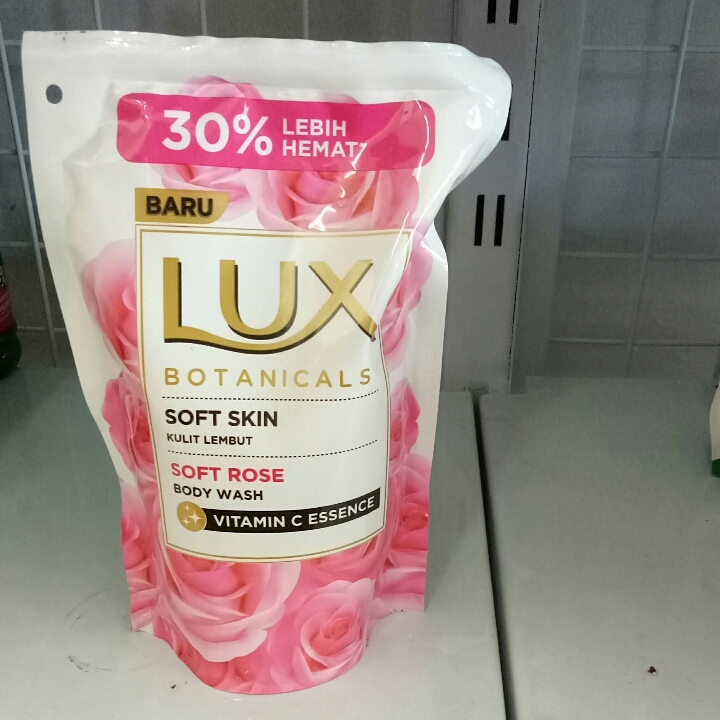 30% LEBIH
HEMAT*
BARU
LUX
BOTANICALS
SOFT SKIN
KULIT LEMBUT
SOFT ROSE
BODY WASH
VITAMIN C ESSENCE